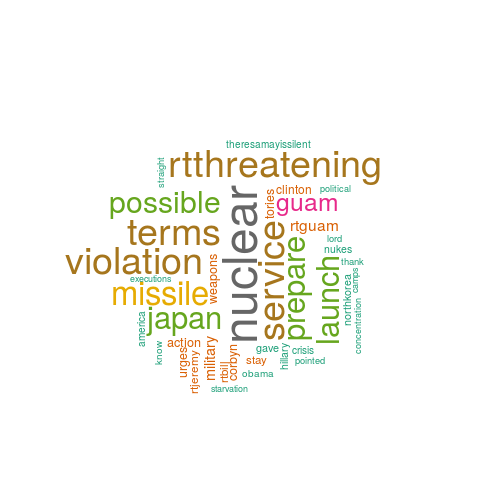 theresamayissilent
straight
rtthreatening
clinton
political
possible
nuclear
tories
guam
terms
service
rtguam
lord
prepare
nukes
violation
launch
thank
executions
weapons
missile
northkorea
camps
japan
concentration
america
know
action
urges
rtjeremy
military
rtbill
corbyn
gave
stay
hillary
crisis
pointed
obama
starvation